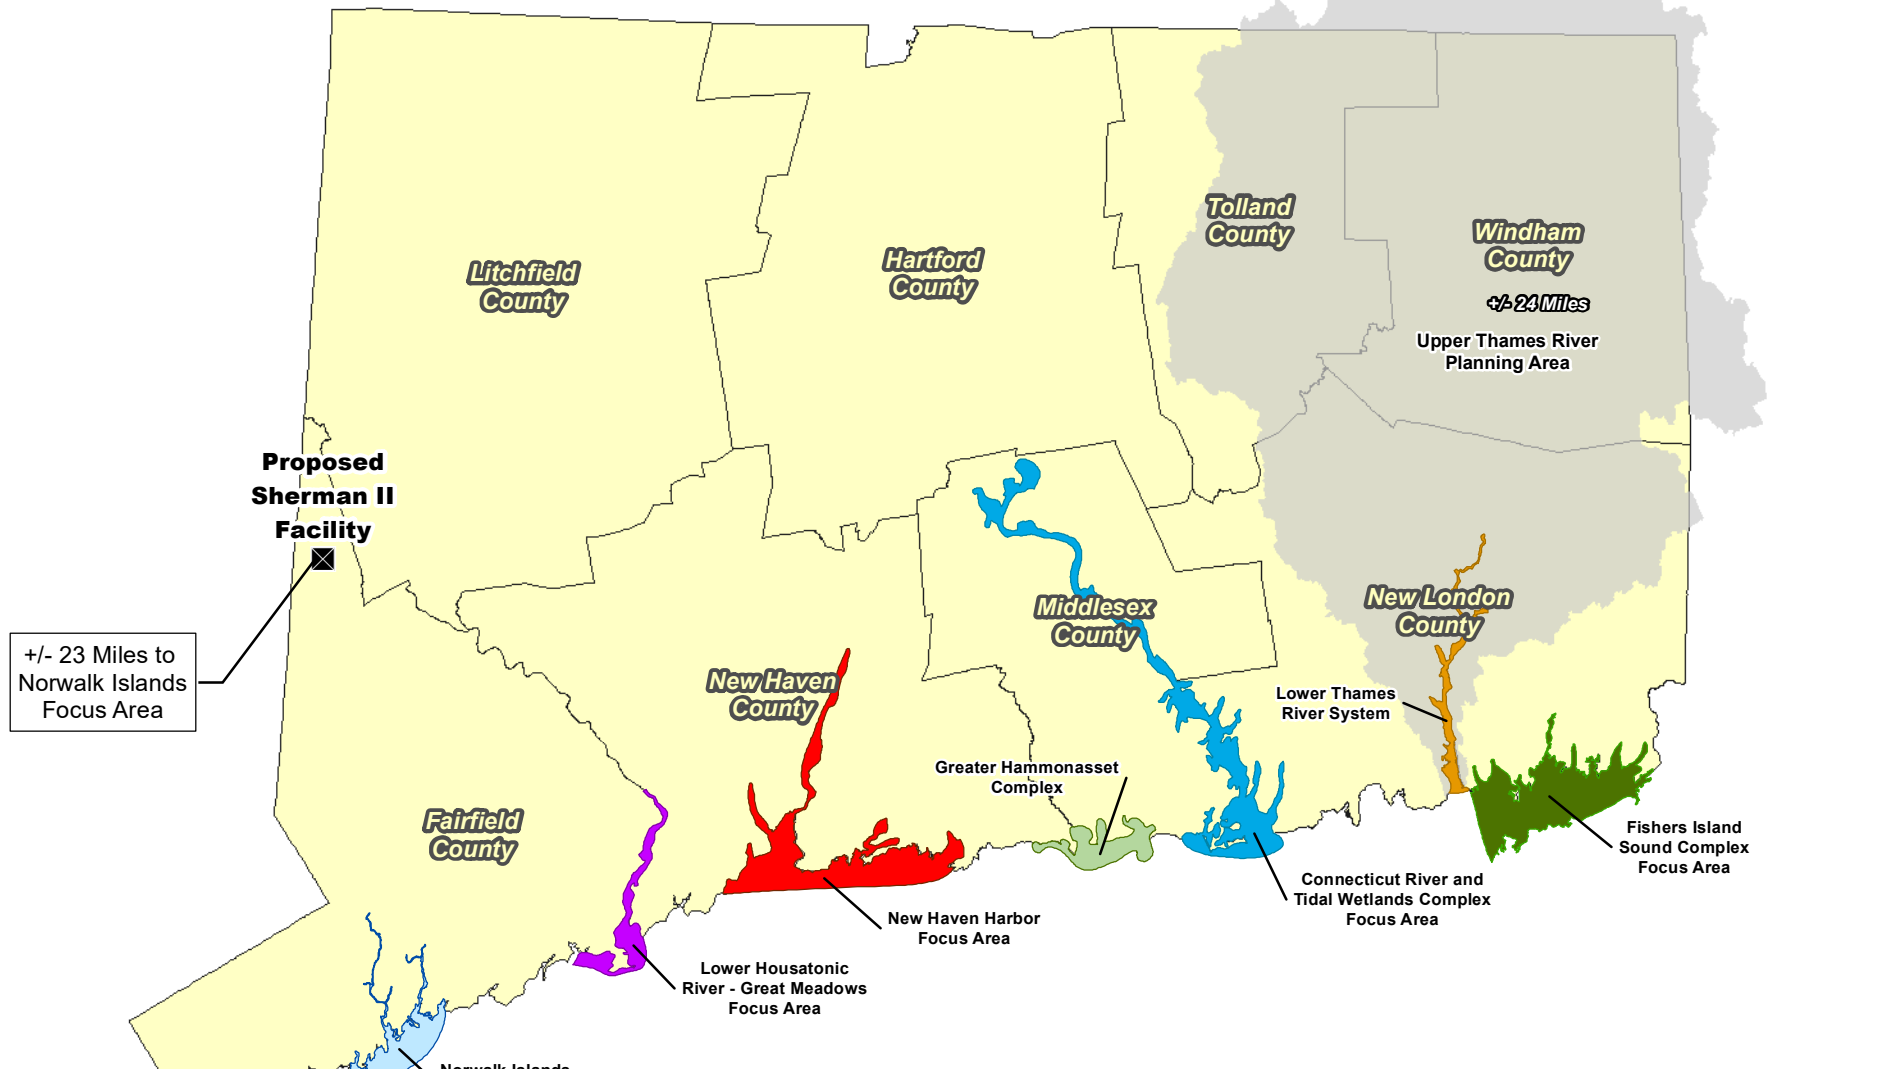 Tolland
County
Windham
County
Hartford
County
Litchfield
County
+/- 24 Miles
Upper Thames River
Planning Area
Proposed
Sherman II
Facility
New London
County
Middlesex
County
+/- 23 Miles to
Norwalk Islands
Focus Area
New Haven
County
Lower Thames
River System
Greater Hammonasset
Complex
Fairfield
County
Fishers Island
Sound Complex
Focus Area
Connecticut River and
Tidal Wetlands Complex
Focus Area
New Haven Harbor
Focus Area
Lower Housatonic
River - Great Meadows
Focus Area
Norwalk Islands